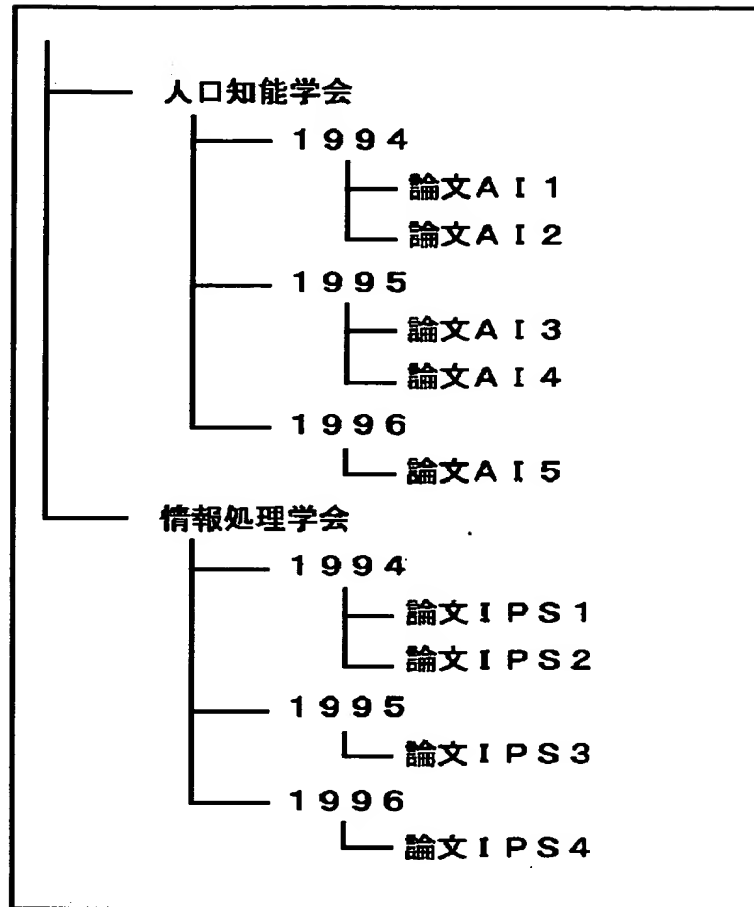 人口知能学会
１９９４
論文ＡＩ１
論文ＡＩ２
１９９５
論文ＡＩ３
論文ＡＩ４
１９９６
論文ＡＩ５
情報処理学会
１９９４
論文ＩＰＳ１
論文ＩＰＳ２
１９９５
論文ＩＰＳ３
１９９６
論文ＩＰＳ４